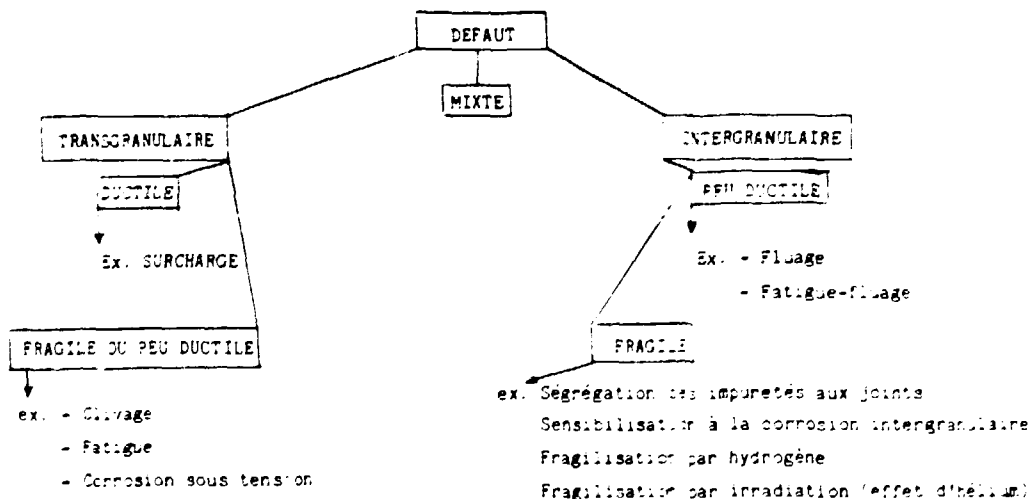 DEFAUT
MIXTE
TRANSGRANULAIRE
INTERGRANULAIRE
DUCTILE
PEU DUCTILE
Ex. SURCHARGE
Ex. - Fluage
- Fatigue-fluage
FRAGILE OU PEU DUCTILE
FRAGILE
ex. - Clivage
- Fatigue
- Corrosion sous tension
ex. Ségrégation des impuretés aux joints
Sensibilisation à la corrosion intergranulaire
Fragilisation par hydrogène
Fragilisation par irradiation (effet d'hélium)